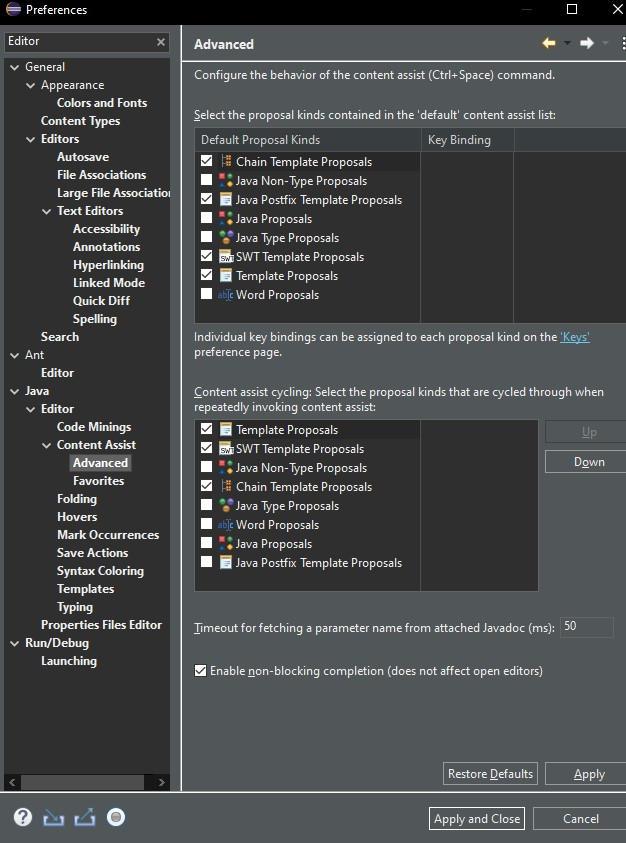 Preferences
Editor
General
Appearance
Colors and Fonts
Content Types
Editors
Autosave
File Associations
Large File Association
Text Editors
Accessibility
Annotations
Hyperlinking
Linked Mode
Quick Diff
Spelling
Search
Ant
Editor
Java
Editor
Code Minings
Content Assist
Advanced
Favorites
Folding
Hovers
Mark Occurrences
Save Actions
Syntax Coloring
Templates
Typing
Properties Files Editor
Run/Debug
Launching
Advanced
Configure the behavior of the content assist (Ctrl+Space) command.
Select the proposal kinds contained in the 'default' content assist list:
Default Proposal Kinds Key Binding
Chain Template Proposals
Java Non-Type Proposals
Java Postfix Template Proposals
Java Proposals
Java Type Proposals
SWT SWT Template Proposals
Template Proposals
Word Proposals
Individual key bindings can be assigned to each proposal kind on the 'Keys'
preference page.
Content assist cycling: Select the proposal kinds that are cycled through when
repeatedly invoking content assist:
Template Proposals
SWT SWT Template Proposals
Java Non-Type Proposals
Chain Template Proposals
Java Type Proposals
Word Proposals
Java Proposals
Java Postfix Template Proposals
Up
Down
Timeout for fetching a parameter name from attached Javadoc (ms): 50
Enable non-blocking completion (does not affect open editors)
Restore Defaults Apply
? Apply and Close Cancel